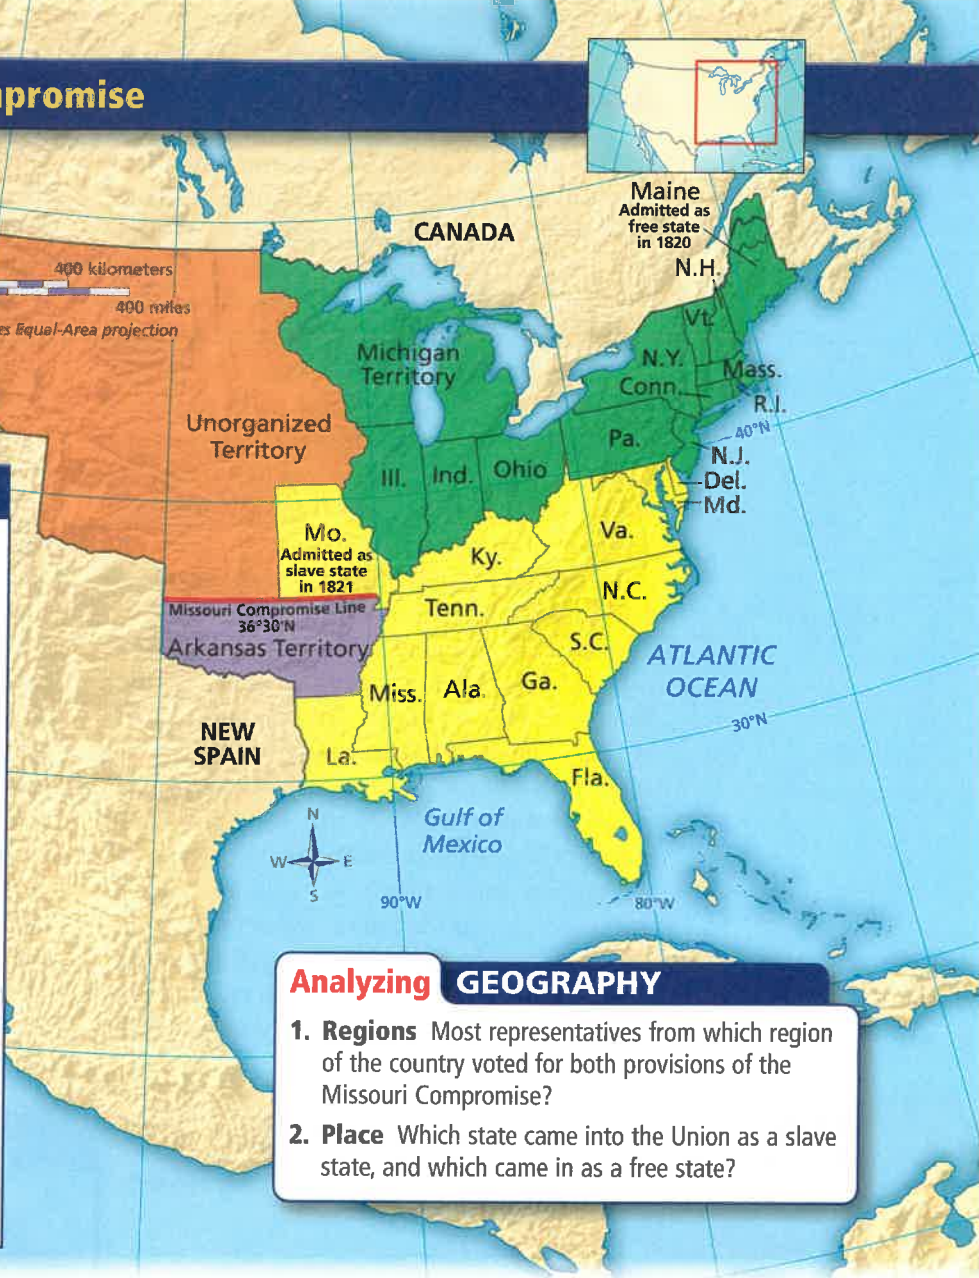 mpromise
Maine
Admitted as
free state
in 1820
CANADA
N.H.
400 kilometers
400 miles
es Equal-Area projection
Vt.
Michigan
Territory
N.Y.
Mass.
Conn.
R.I.
Unorganized
Territory
Pa.
40°N
N.J.
Ill.
Ind.
Ohio
Del.
Md.
Mo.
Admitted as
slave state
in 1821
Va.
Ky.
N.C.
Missouri Compromise Line
36°30'N
Tenn.
Arkansas Territory
S.C.
ATLANTIC
OCEAN
Miss.
Ala.
Ga.
30°N
NEW
SPAIN
La.
Fla.
N
W
E
S
Gulf of
Mexico
90°W
80°W
Analyzing GEOGRAPHY
1. Regions Most representatives from which region
of the country voted for both provisions of the
Missouri Compromise?
2. Place Which state came into the Union as a slave
state, and which came in as a free state?